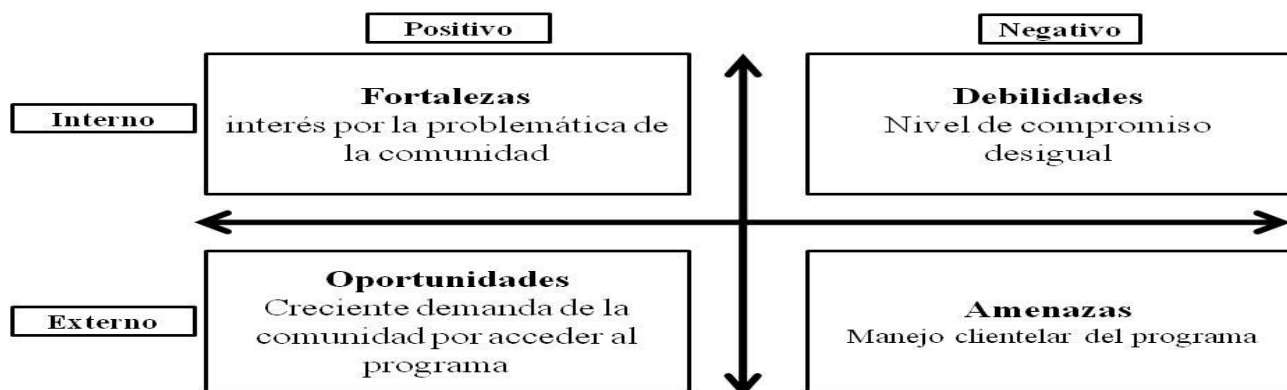 Positivo
Negativo
Interno
Fortalezas
interés por la problemática de
la comunidad
Debilidades
Nivel de compromiso
desigual
Externo
Oportunidades
Creciente demanda de la
comunidad por acceder al
programa
Amenazas
Manejo clientelar del programa